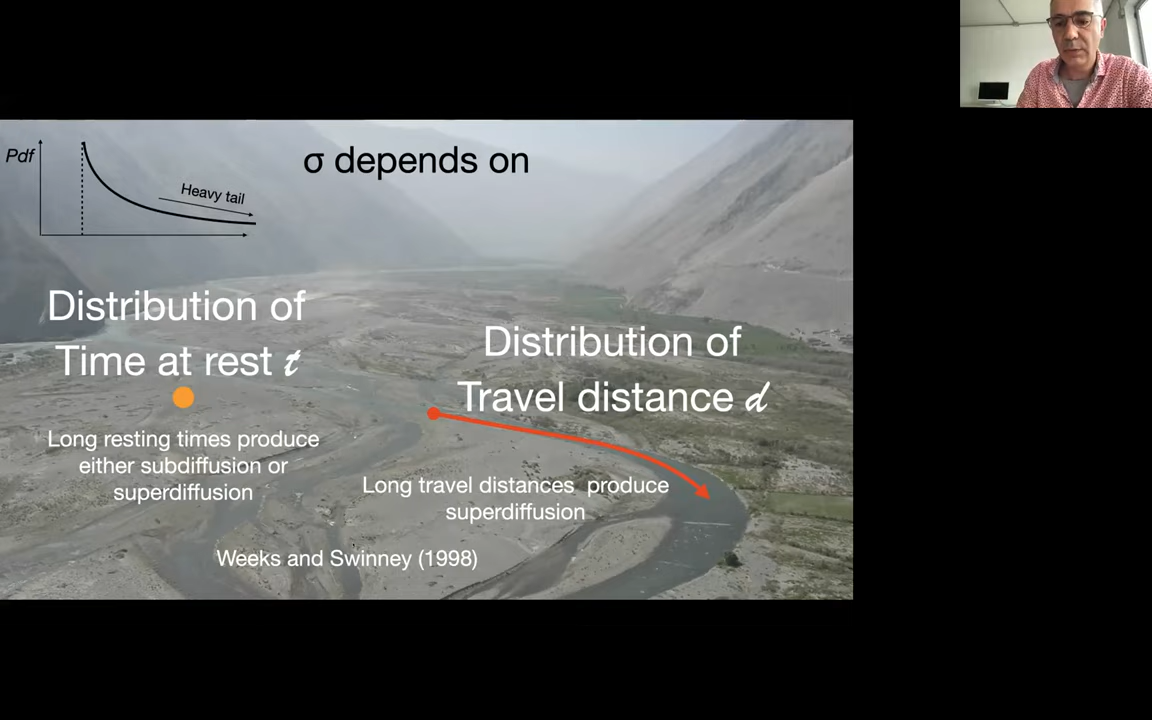 σ depends on
Pdf
Heavy tail
Distribution of
Time at rest t
Long resting times produce
either subdiffusion or
superdiffusion
Distribution of
Travel distance d
Long travel distances produce
superdiffusion
Weeks and Swinney (1998)